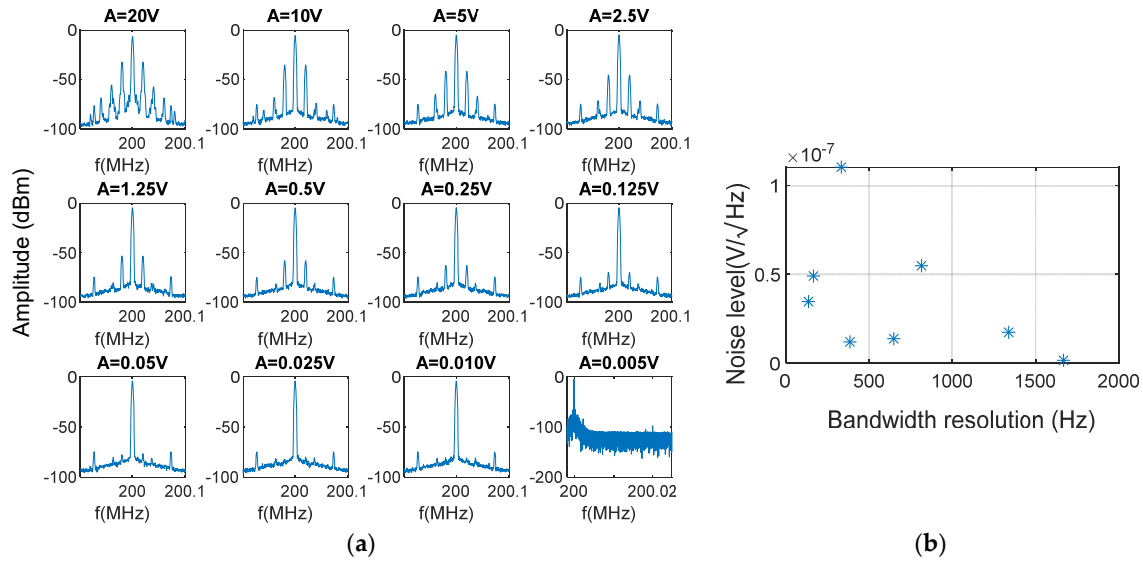 A=20V A=10V A=5V A=2.5V
0 0 0 0
-50 -50 -50 -50
-100 -100 -100 -100
200 200.1 200 200.1 200 200.1 200 200.1
f(MHz) f(MHz) f(MHz) f(MHz)
A=1.25V A=0.5V A=0.25V A=0.125V
0 0 0 0
-50 -50 -50 -50
-100 -100 -100 -100
200 200.1 200 200.1 200 200.1 200 200.1
f(MHz) f(MHz) f(MHz) f(MHz)
A=0.05V A=0.025V A=0.010V A=0.005V
0 0 0 0
-50 -50 -50 -100
-100 -100 -100 -200
200 200.1 200 200.1 200 200.1 200 200.02
f(MHz) f(MHz) f(MHz) f(MHz)
Amplitude (dBm)
(a)
×10-7
1
0.5
0
0 500 1000 1500 2000
Noise level(V/√Hz)
Bandwidth resolution (Hz)
(b)